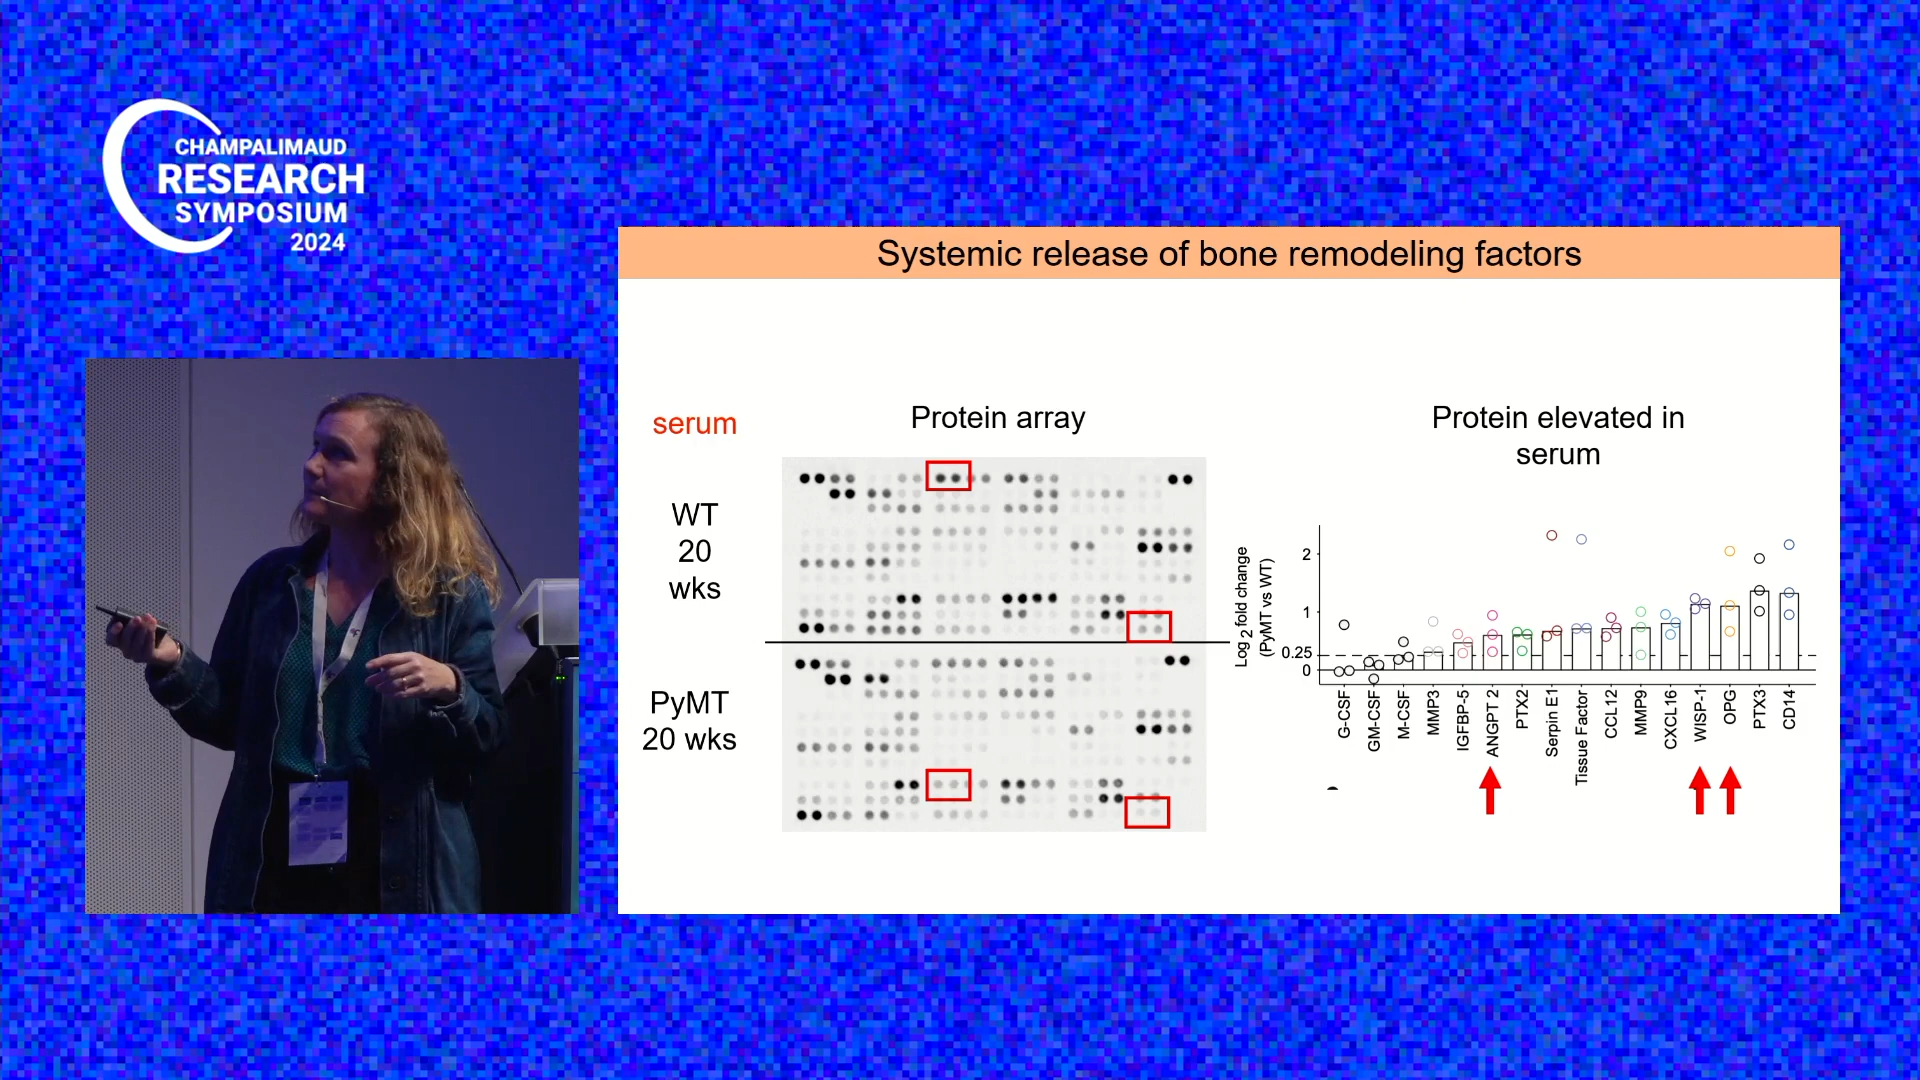 CHAMPALIMAUD
RESEARCH
SYMPOSIUM
2024
Systemic release of bone remodeling factors
serum
Protein array
Protein elevated in
serum
WT
20
wks
PyMT
20 wks
Log 2 fold change
(PyMT vs WT)
2
1
0.25
0
G-CSF
GM-CSF
M-CSF
MMP3
IGFBP-5
ANGPT 2
PTX2
Serpin E1
Tissue Factor
CCL12
MMP9
CXCL16
WISP-1
OPG
PTX3
CD14